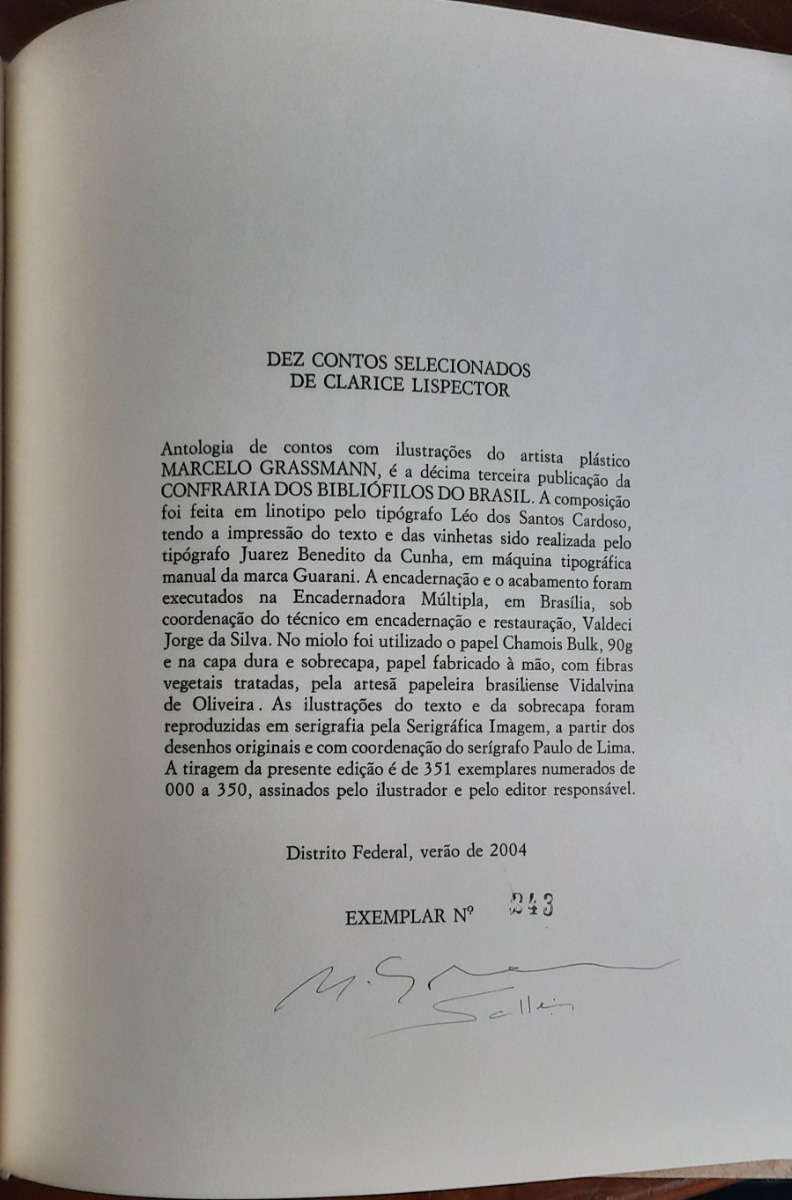 DEZ CONTOS SELECIONADOS
DE CLARICE LISPECTOR
Antologia de contos com ilustrações do artista plástico
MARCELO GRASSMANN, é a décima terceira publicação da
CONFRARIA DOS BIBLIÓFILOS DO BRASIL. A composição
foi feita em linotipo pelo tipógrafo Léo dos Santos Cardoso,
tendo a impressão do texto e das vinhetas sido realizada pelo
tipógrafo Juarez Benedito da Cunha, em máquina tipográfica
manual da marca Guarani. A encadernação e o acabamento foram
executados na Encadernadora Múltipla, em Brasília, sob
coordenação do técnico em encadernação e restauração, Valdeci
Jorge da Silva. No miolo foi utilizado o papel Chamois Bulk, 90g
e na capa dura e sobrecapa, papel fabricado à mão, com fibras
vegetais tratadas, pela artesã papeleira brasiliense Vidalvina
de Oliveira. As ilustrações do texto e da sobrecapa foram
reproduzidas em serigrafia pela Serigráfica Imagem, a partir dos
desenhos originais e com coordenação do serígrafo Paulo de Lima.
A tiragem da presente edição é de 351 exemplares numerados de
000 a 350, assinados pelo ilustrador e pelo editor responsável.
Distrito Federal, verão de 2004
EXEMPLAR Nº 243